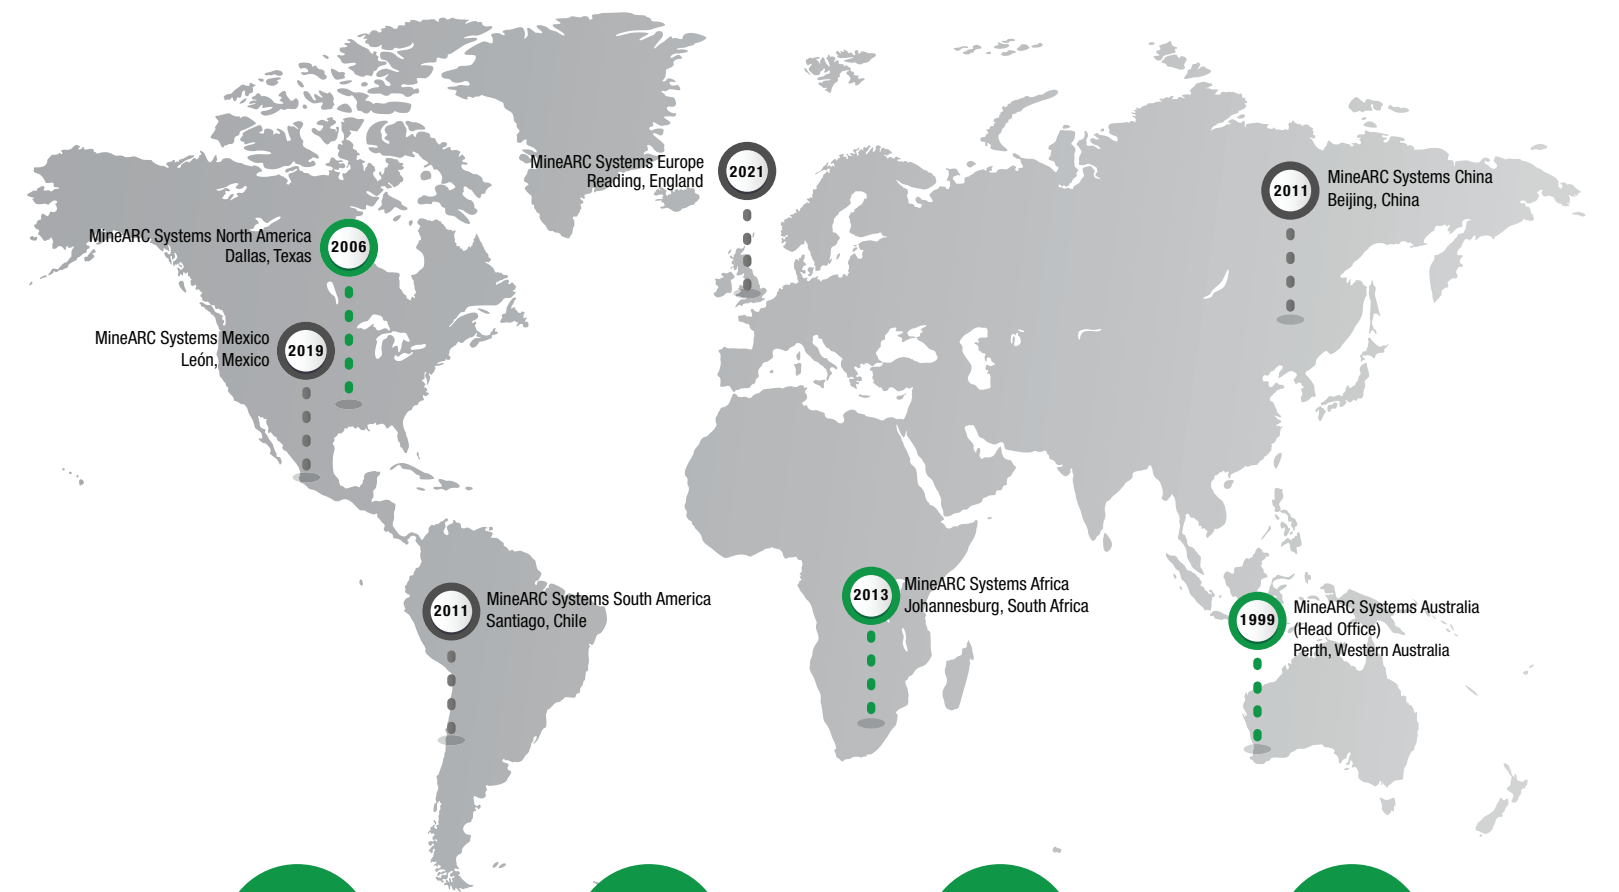 MineARC Systems Europe
Reading, England
2021
MineARC Systems China
Beijing, China
2011
MineARC Systems North America
Dallas, Texas
2006
MineARC Systems Mexico
León, Mexico
2019
2011
MineARC Systems South America
Santiago, Chile
2013
MineARC Systems Africa
Johannesburg, South Africa
1999
MineARC Systems Australia
(Head Office)
Perth, Western Australia